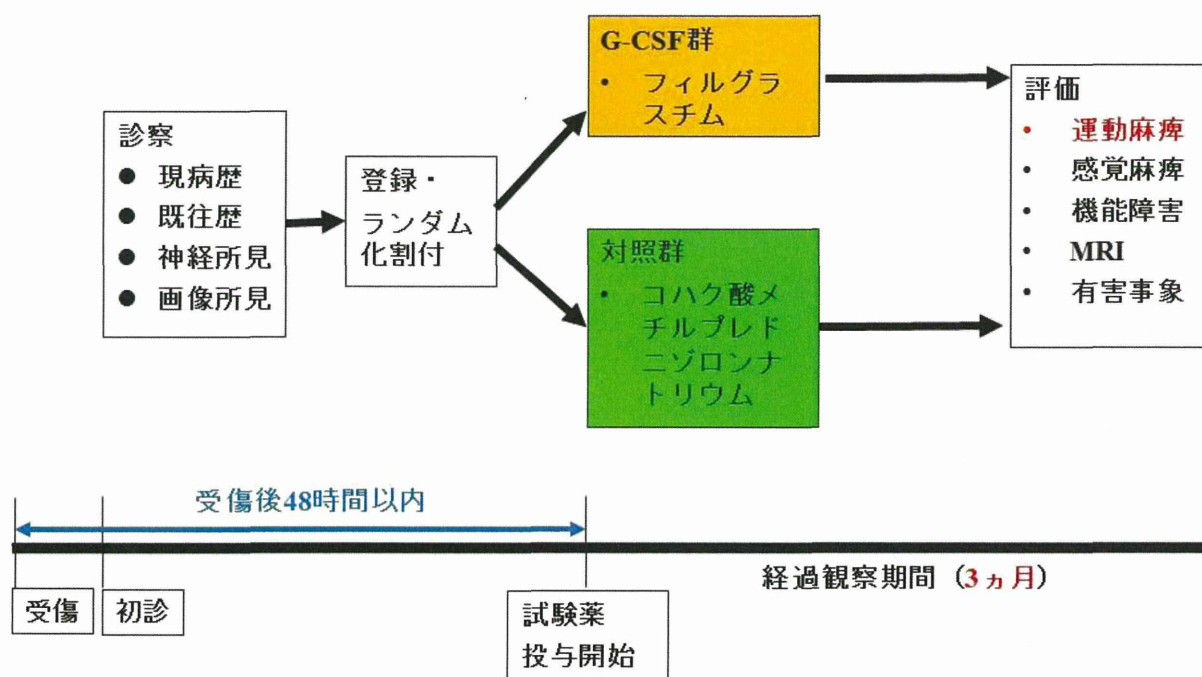 診察
● 現病歴
● 既往歴
● 神経所見
● 画像所見
登録・
ランダム
化割付
G-CSF群
• フィルグラ
スチム
対照群
• コハク酸メ
チルプレド
ニゾロンナ
トリウム
評価
• 運動麻痺
• 感覚麻痺
• 機能障害
• MRI
• 有害事象
受傷後48時間以内
経過観察期間（3ヵ月）
受傷
初診
試験薬
投与開始